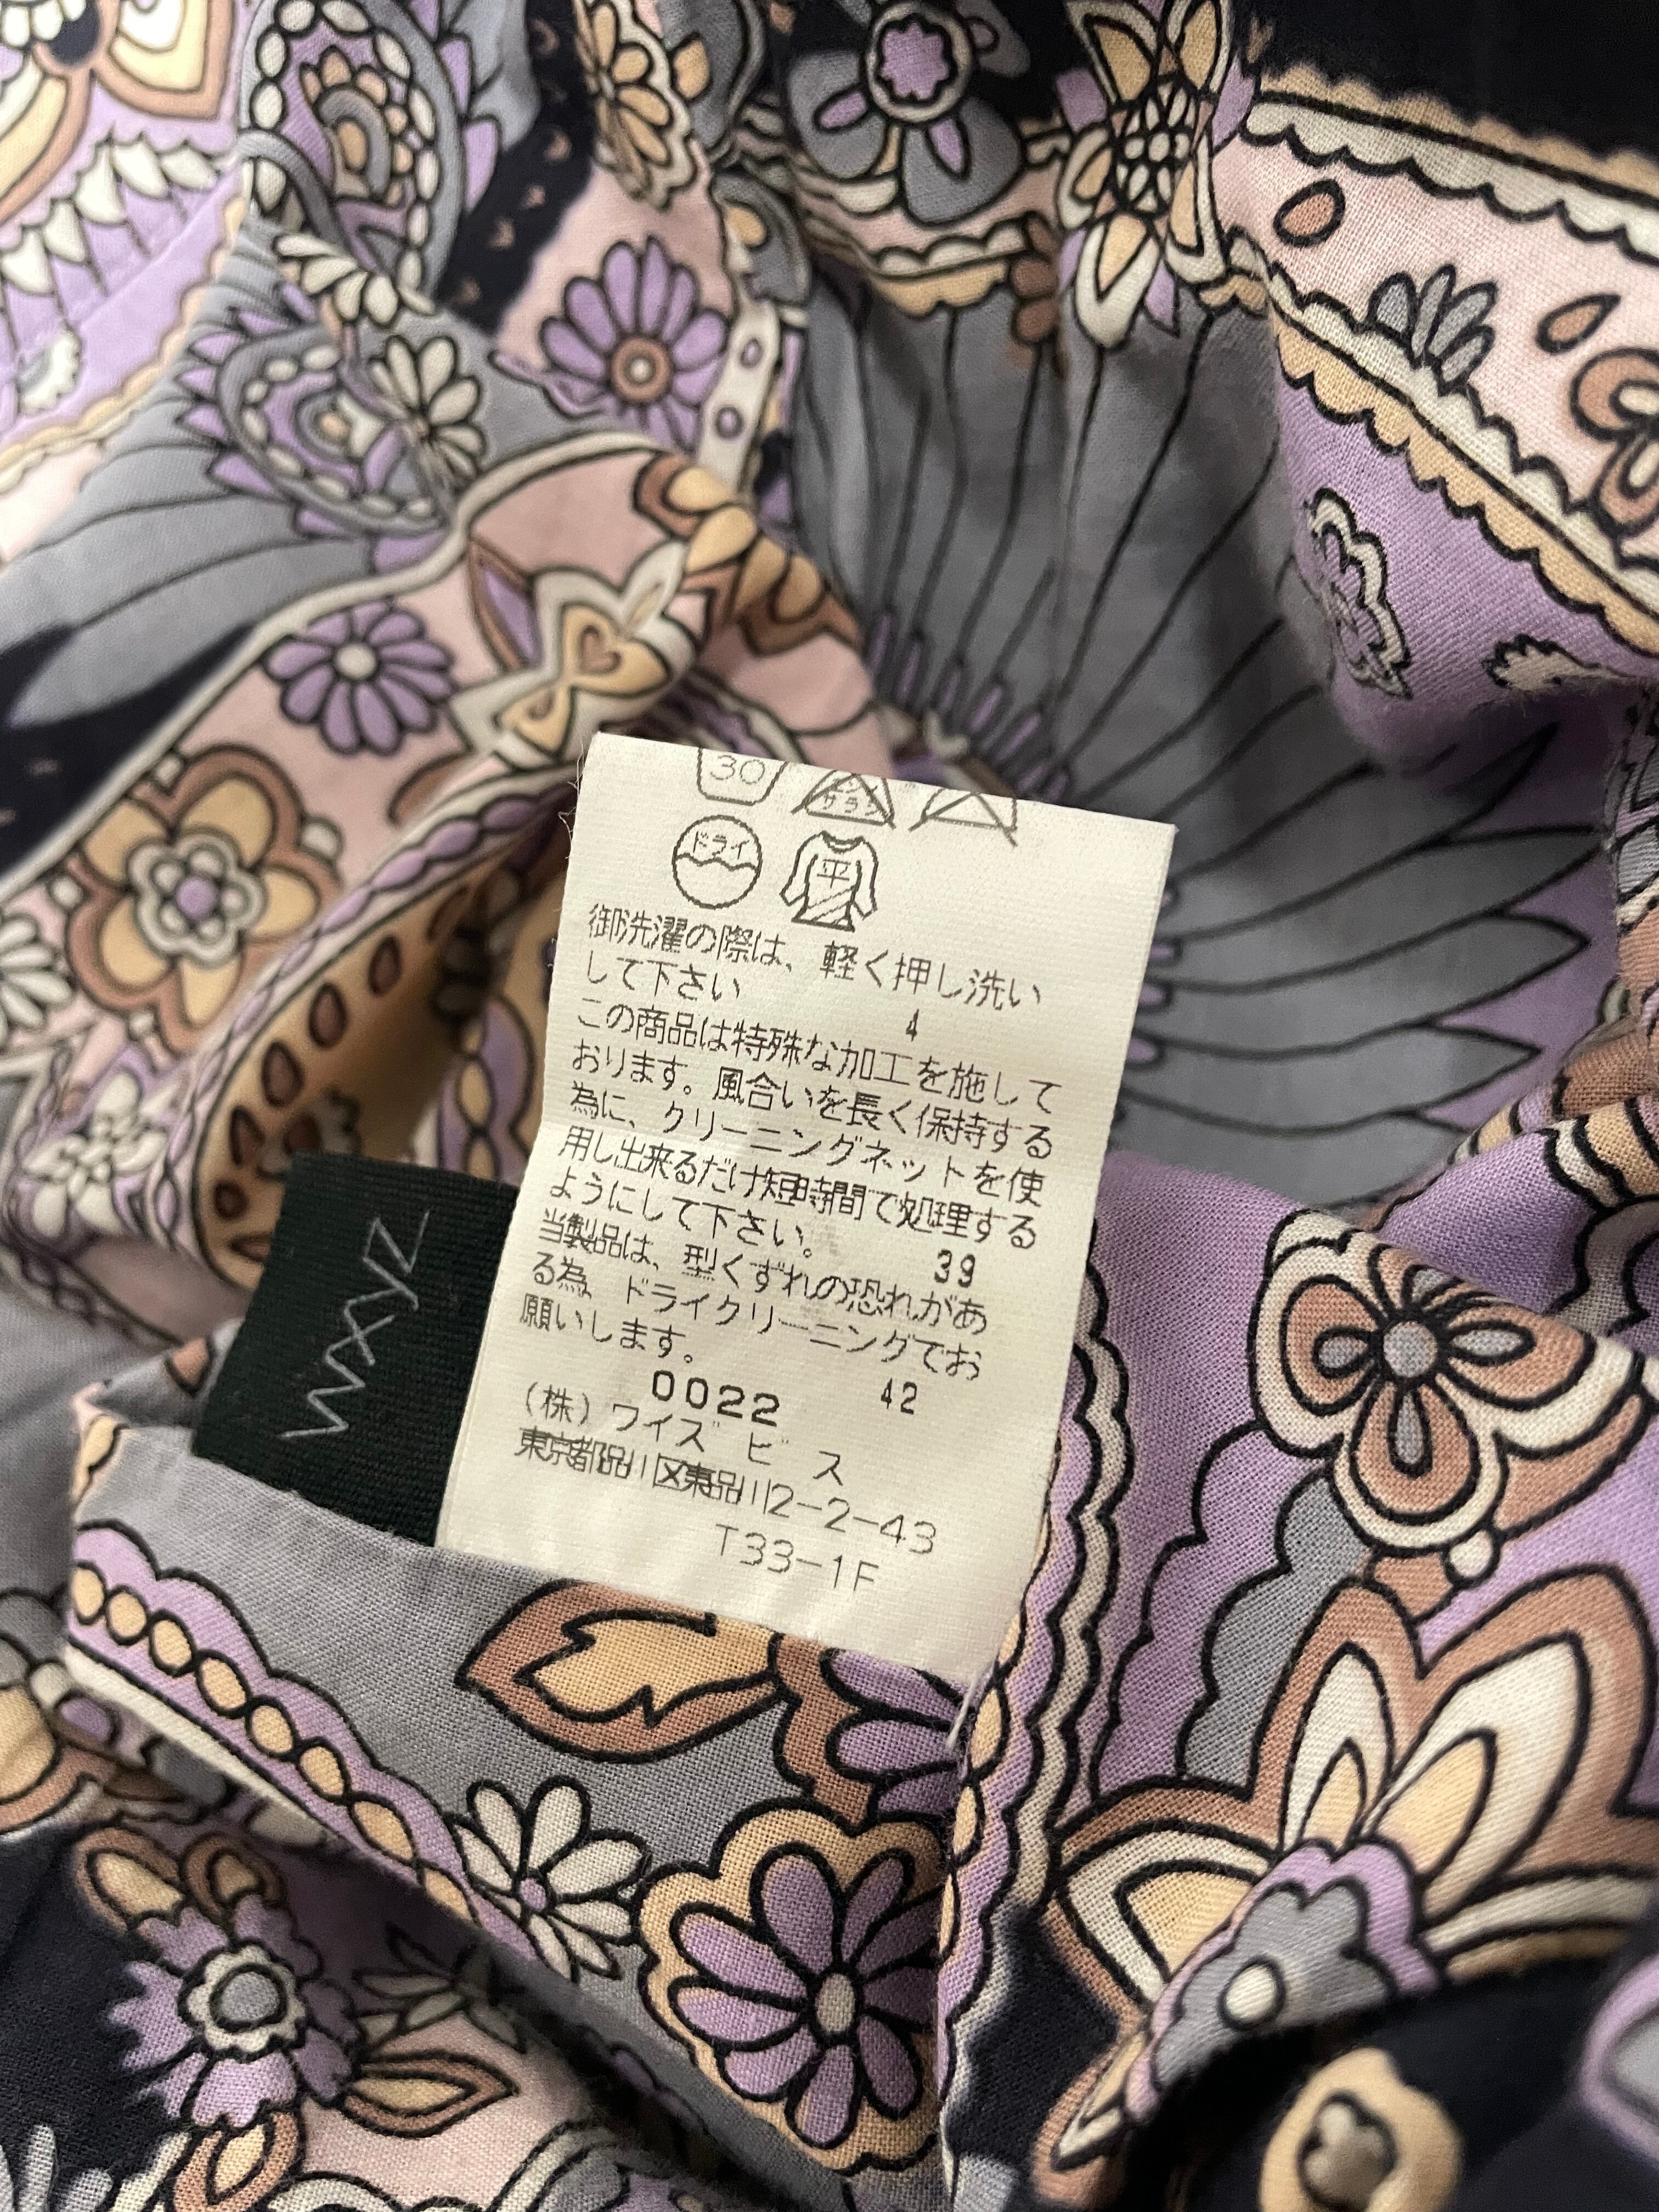 30
サラシ
ドライ 平
御洗濯の際は、軽く押し洗い
して下さい
4
この商品は特殊な加工を施して
おります。風合いを長く保持する
為に、クリーニングネットを使
用し出来るだけ短時間で処理する
ようにして下さい。
39
当製品は、型くずれの恐れがあ
る為、ドライクリーニングでお
願いします。
0022 42
(株)ワイズ ビ ス
東京都品川区東品川2-2-43
T33-1F